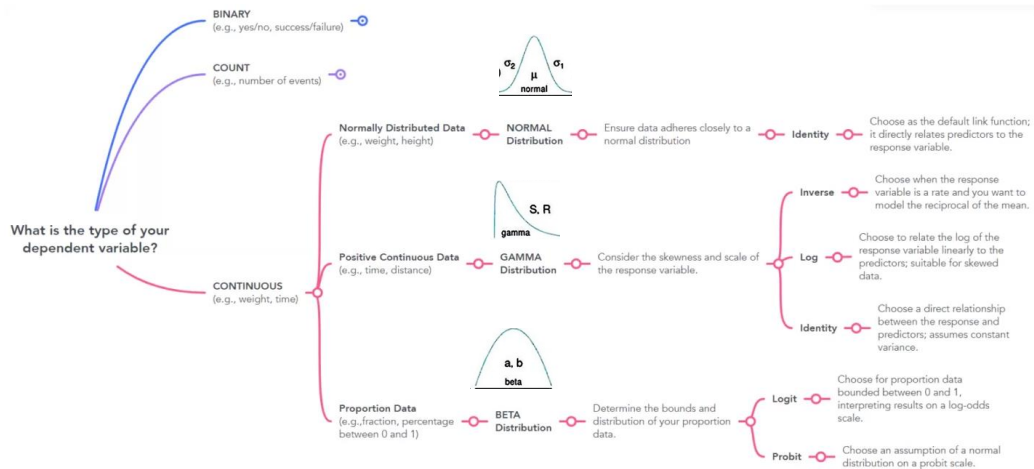 BINARY
(e.g., yes/no, success/failure)
COUNT
(e.g., number of events)
What is the type of your
dependent variable?
CONTINUOUS
(e.g., weight, time)
σ2 σ1
μ
normal
Normally Distributed Data
(e.g., weight, height)
NORMAL
Distribution
Ensure data adheres closely to a
normal distribution
Identity
Choose as the default link function;
it directly relates predictors to the
response variable.
S, R
gamma
Positive Continuous Data
(e.g., time, distance)
GAMMA
Distribution
Consider the skewness and scale of
the response variable.
Inverse
Choose when the response
variable is a rate and you want to
model the reciprocal of the mean.
Log
Choose to relate the log of the
response variable linearly to the
predictors; suitable for skewed
data.
Identity
Choose a direct relationship
between the response and
predictors; assumes constant
variance.
a, b
beta
Proportion Data
(e.g.,fraction, percentage
between 0 and 1)
BETA
Distribution
Determine the bounds and
distribution of your proportion
data.
Logit
Choose for proportion data
bounded between 0 and 1,
interpreting results on a log-odds
scale.
Probit
Choose an assumption of a normal
distribution on a probit scale.